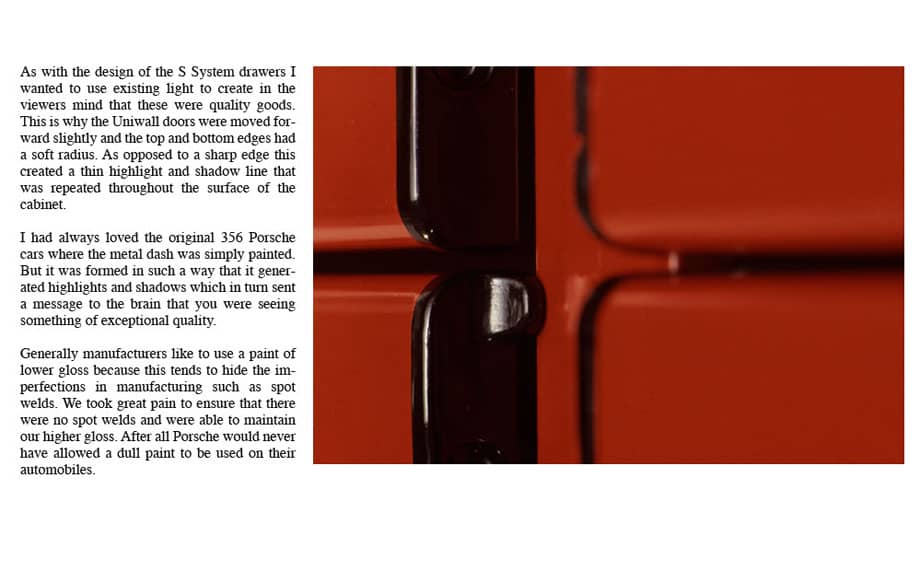 As with the design of the S System drawers I
wanted to use existing light to create in the
viewers mind that these were quality goods.
This is why the Uniwall doors were moved for-
ward slightly and the top and bottom edges had
a soft radius. As opposed to a sharp edge this
created a thin highlight and shadow line that
was repeated throughout the surface of the
cabinet.
I had always loved the original 356 Porsche
cars where the metal dash was simply painted.
But it was formed in such a way that it gener-
ated highlights and shadows which in turn sent
a message to the brain that you were seeing
something of exceptional quality.
Generally manufacturers like to use a paint of
lower gloss because this tends to hide the im-
perfections in manufacturing such as spot
welds. We took great pain to ensure that there
were no spot welds and were able to maintain
our higher gloss. After all Porsche would never
have allowed a dull paint to be used on their
automobiles.